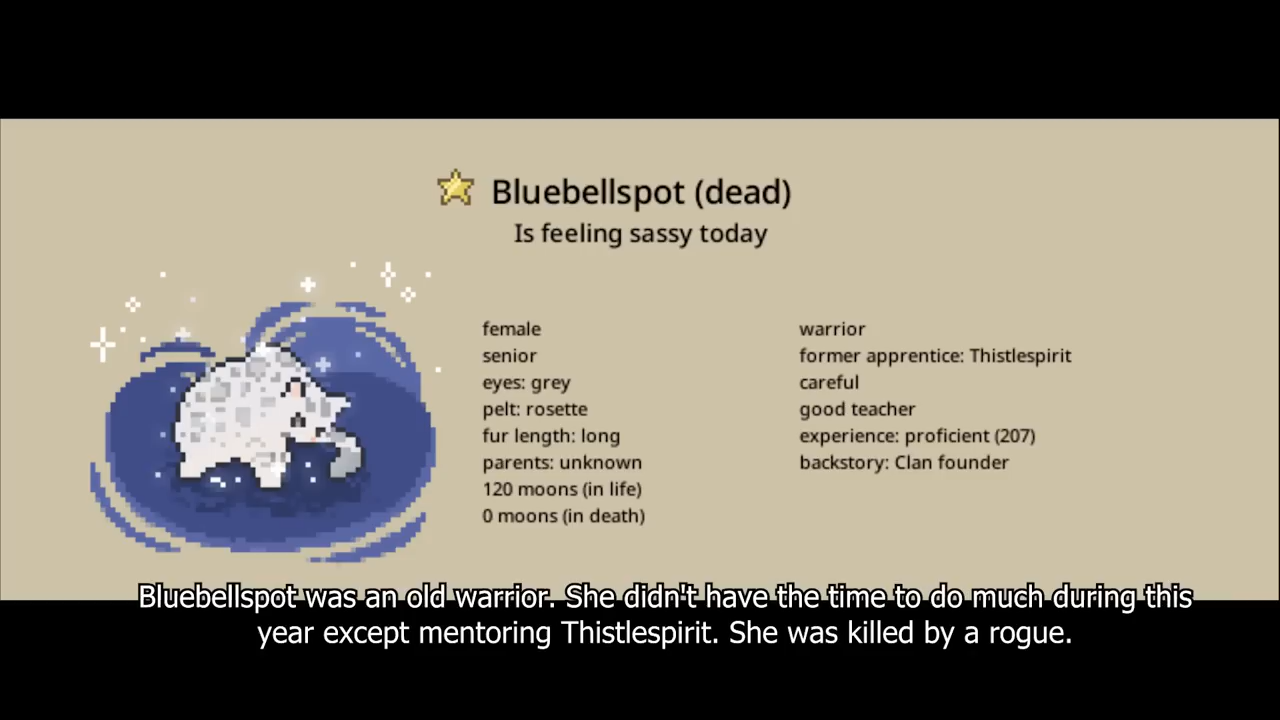 Bluebellspot (dead)
Is feeling sassy today
female
senior
eyes: grey
pelt: rosette
fur length: long
parents: unknown
120 moons (in life)
0 moons (in death)
warrior
former apprentice: Thistlespirit
careful
good teacher
experience: proficient (207)
backstory: Clan founder
Bluebellspot was an old warrior. She didn't have the time to do much during this
year except mentoring Thistlespirit. She was killed by a rogue.